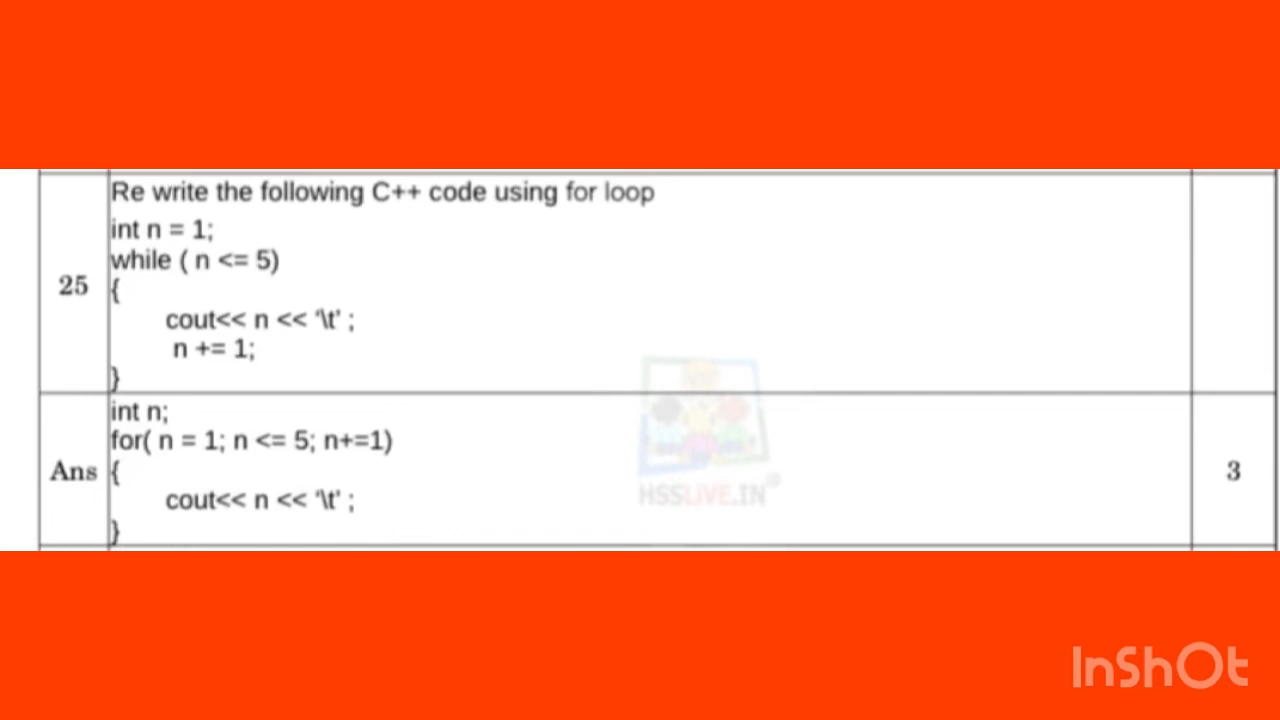 Re write the following C++ code using for loop
int n = 1;
while ( n <= 5)
25 {
cout<< n << '\t' ;
n += 1;
}
int n;
for( n = 1; n <= 5; n+=1)
Ans {
cout<< n << '\t' ;
}
3
HSSLIVE.IN®
InShOt